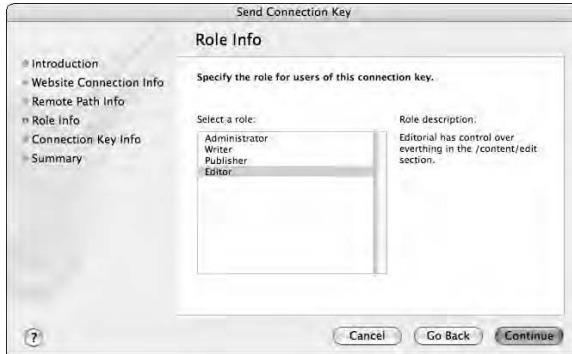 Send Connection Key
Role Info
Introduction
Website Connection Info
Remote Path Info
Role Info
Connection Key Info
Summary
Specify the role for users of this connection key.
Select a role:
Administrator
Writer
Publisher
Editor
Role description:
Editorial has control over
everthing in the /content/edit
section.
?
Cancel
Go Back
Continue